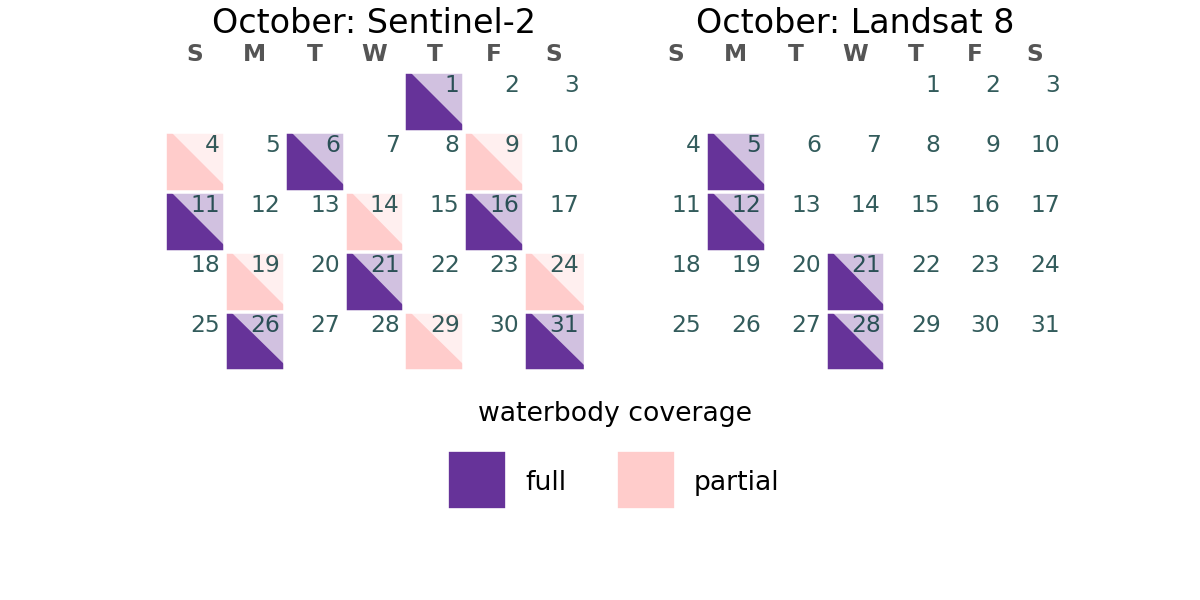 October: Sentinel-2
S M T W T F S
1 2 3
4 5 6 7 8 9 10
11 12 13 14 15 16 17
18 19 20 21 22 23 24
25 26 27 28 29 30 31
October: Landsat 8
S M T W T F S
1 2 3
4 5 6 7 8 9 10
11 12 13 14 15 16 17
18 19 20 21 22 23 24
25 26 27 28 29 30 31
waterbody coverage
full partial